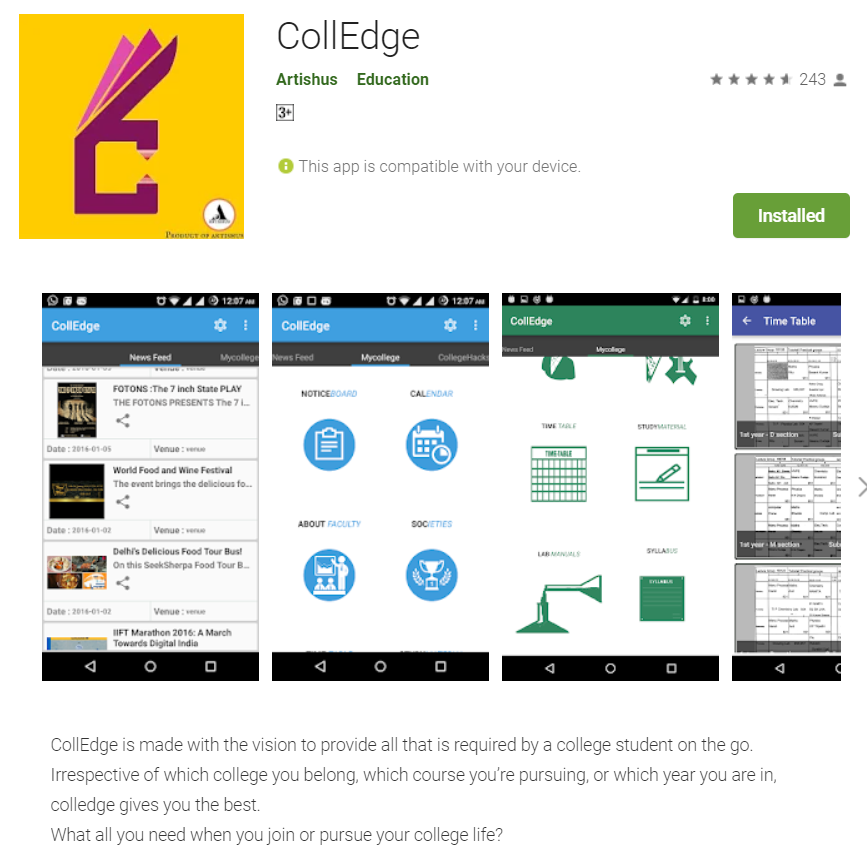 CollEdge
Artishus Education
243
3+
This app is compatible with your device.
Installed
PRODUCT OF ARTISHUS
12:07 AM
CollEdge
News Feed Mycollege
FOTONS :The 7 inch State PLAY
THE FOTONS PRESENTS The 7 i...
Date : 2016-01-05 Venue : venue
World Food and Wine Festival
The event brings the delicious fo...
Date : 2016-01-02 Venue : venue
Delhi's Delicious Food Tour Bus!
On this SeekSherpa Food Tour B...
Date : 2016-01-02 Venue : venue
IIFT Marathon 2016: A March
Towards Digital India
12:07 AM
CollEdge
News Feed Mycollege CollegeHacks
NOTICEBOARD CALENDAR
ABOUT FACULTY SOCIETIES
8:00
CollEdge
News Feed Mycollege
TIME TABLE STUDYMATERIAL
TIME-TABLE
LAB-MANUALS SYLLABUS
SYLLABUS
Time Table
1st year - D section
1st year - M section
CollEdge is made with the vision to provide all that is required by a college student on the go.
Irrespective of which college you belong, which course you're pursuing, or which year you are in,
colledge gives you the best.
What all you need when you join or pursue your college life?